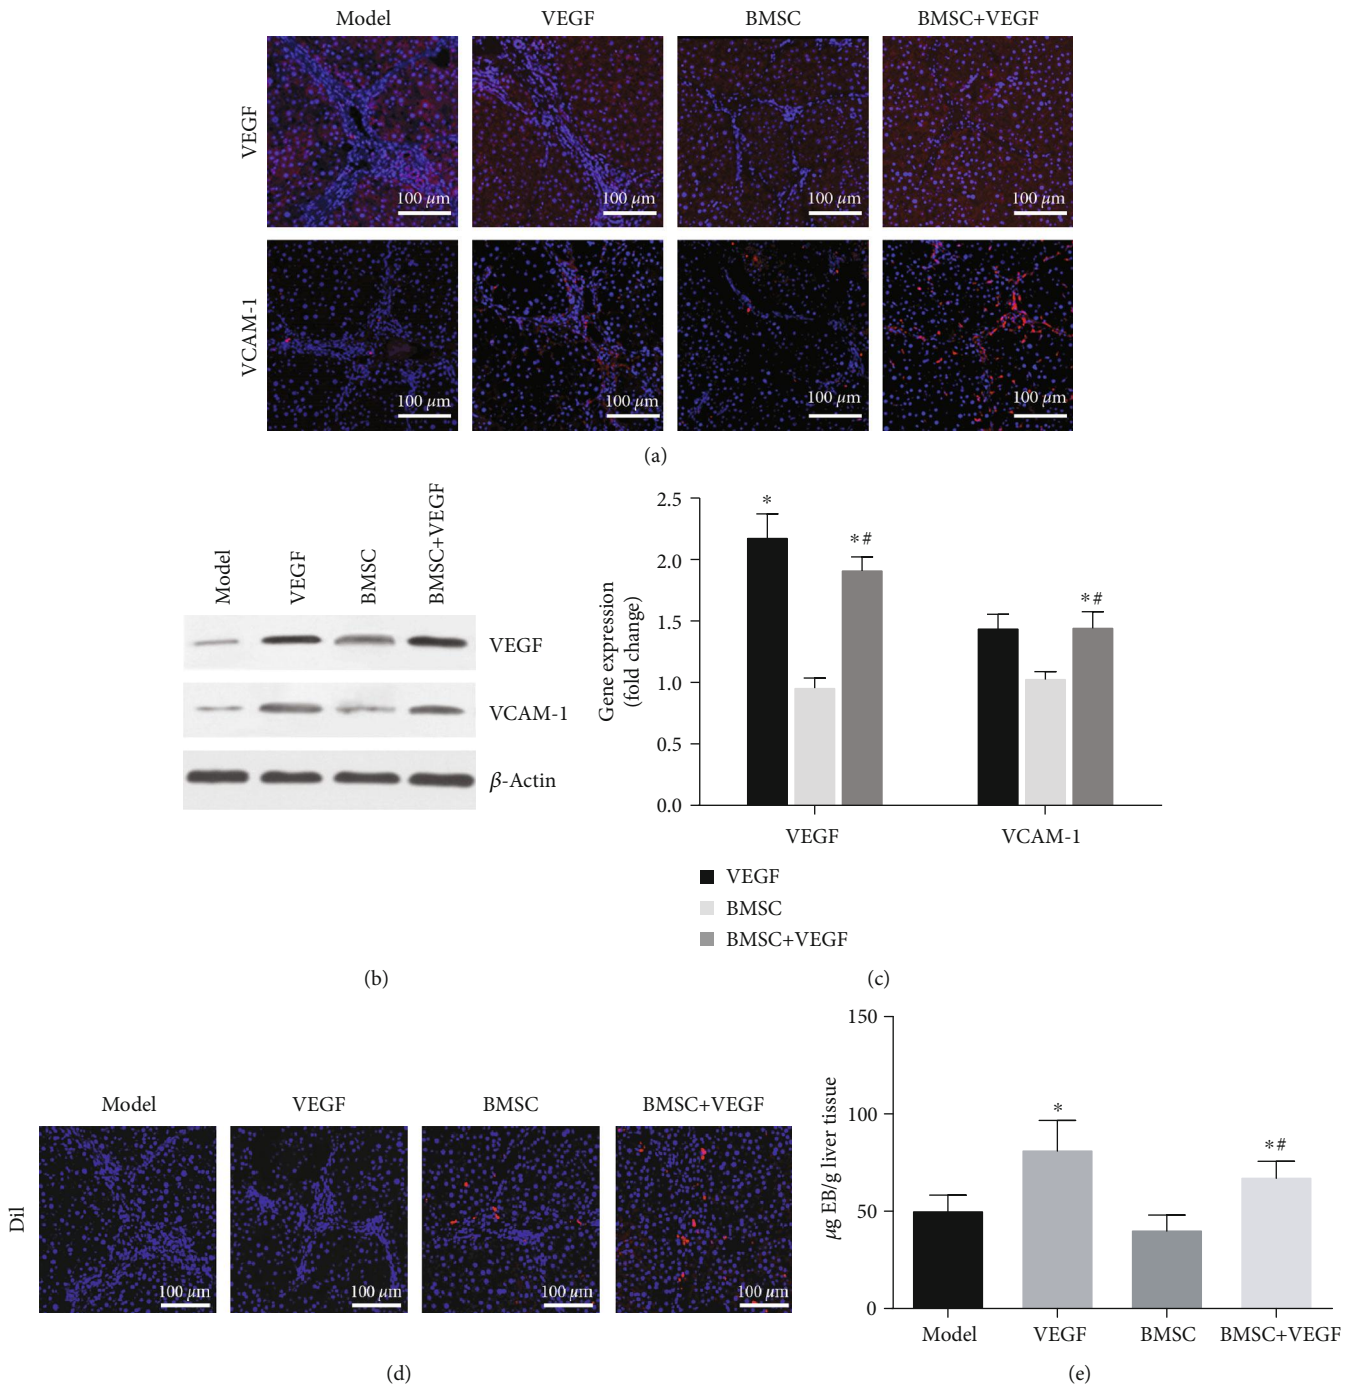 Model VEGF BMSC BMSC+VEGF
VEGF
100 µm 100 µm 100 µm 100 µm
VCAM-1
100 µm 100 µm 100 µm 100 µm
(a)
Model VEGF BMSC BMSC+VEGF
VEGF
VCAM-1
β-Actin
(b)
Gene expression
(fold change)
2.5
2.0
1.5
1.0
0.5
0.0
* *# *#
VEGF VCAM-1
VEGF
BMSC
BMSC+VEGF
(c)
Model VEGF BMSC BMSC+VEGF
Dil
100 µm 100 µm 100 µm 100 µm
(d)
µg EB/g liver tissue
150
100
50
0
* *#
Model VEGF BMSC BMSC+VEGF
(e)